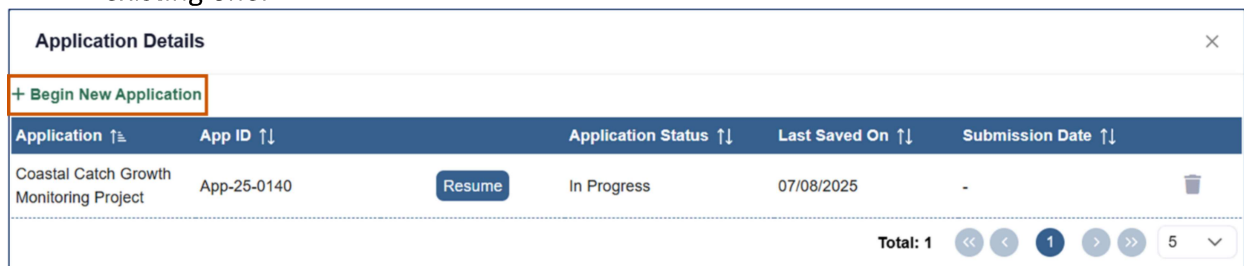 Application Details
+ Begin New Application
Application App ID Application Status Last Saved On Submission Date
Coastal Catch Growth
Monitoring Project
App-25-0140 Resume In Progress 07/08/2025 -
Total: 1 << < 1 > >> 5